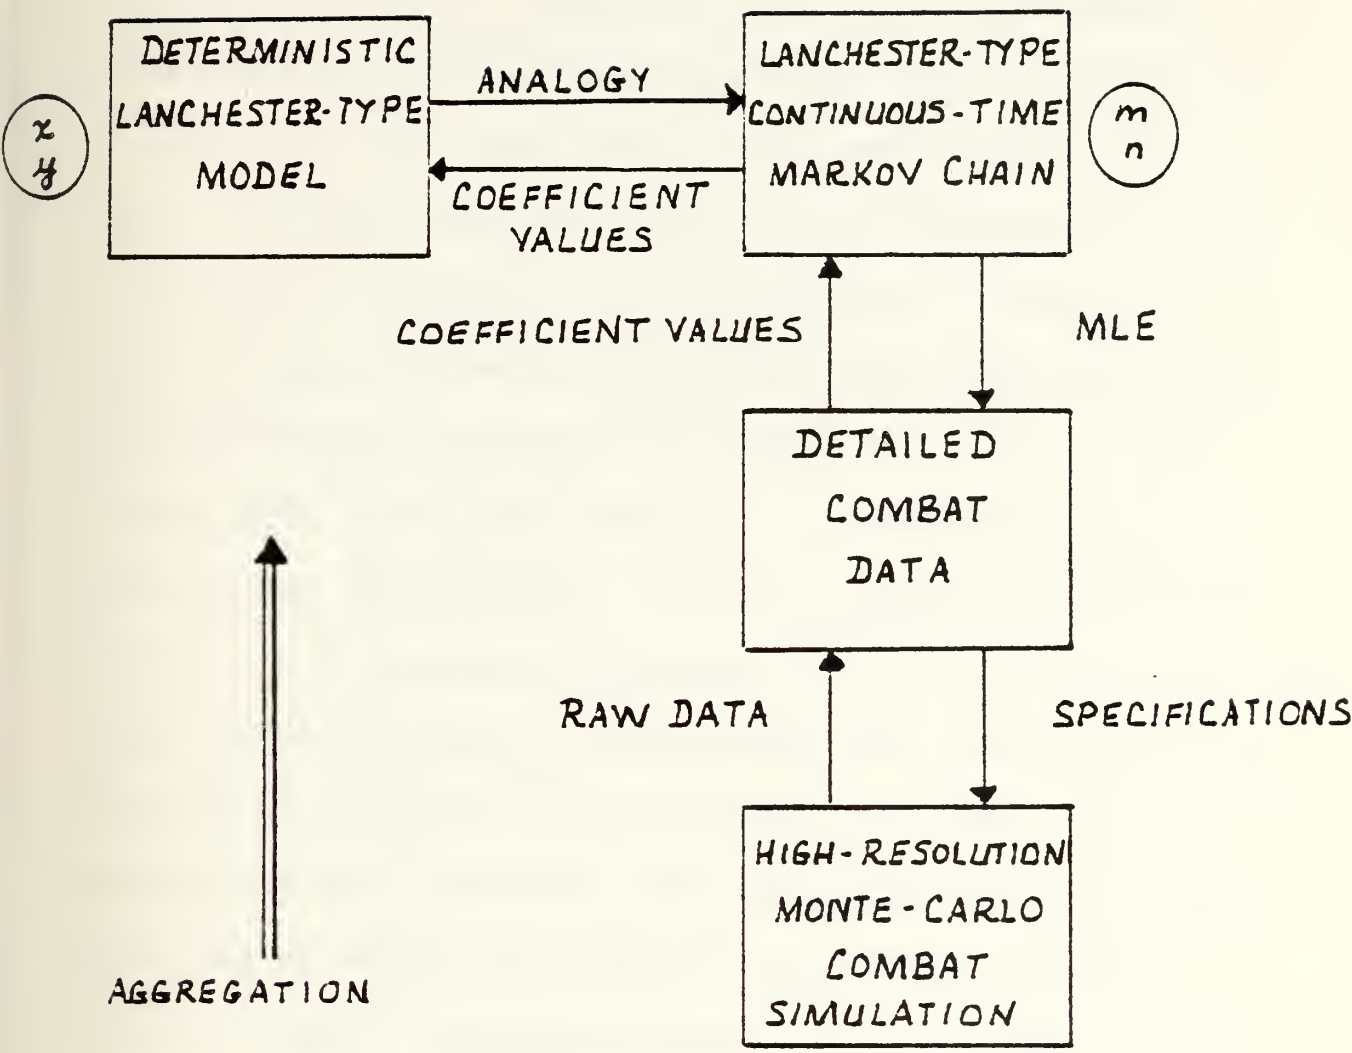 x
y
DETERMINISTIC
LANCHESTER-TYPE
MODEL
ANALOGY
COEFFICIENT
VALUES
LANCHESTER-TYPE
CONTINUOUS-TIME
MARKOV CHAIN
m
n
COEFFICIENT VALUES
MLE
DETAILED
COMBAT
DATA
RAW DATA
SPECIFICATIONS
HIGH-RESOLUTION
MONTE-CARLO
COMBAT
SIMULATION
AGGREGATION